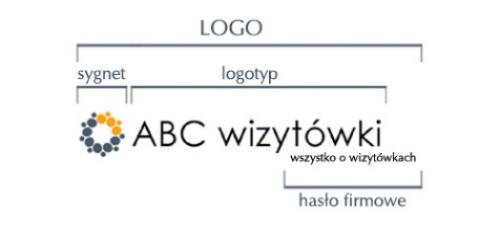 LOGO
sygnet
logotyp
ABC wizytówki
wszystko o wizytówkach
hasło firmowe